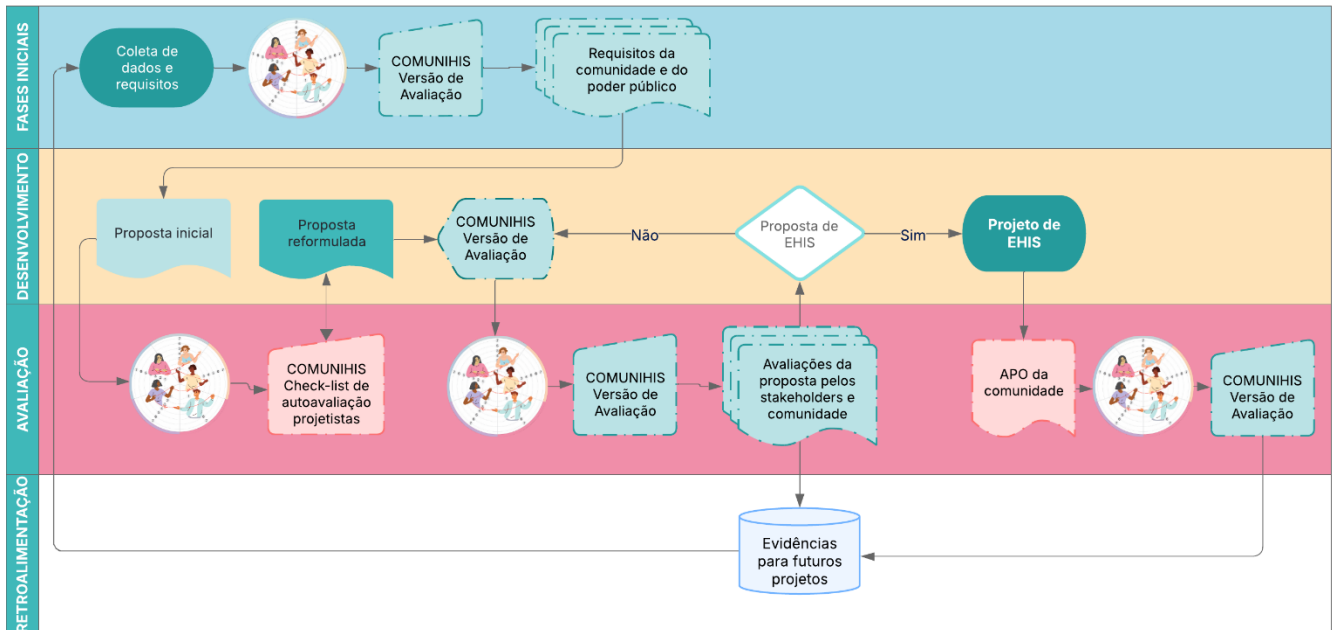 FASES INICIAIS
Coleta de
dados e
requisitos
COMUNIHIS
Versão de
Avaliação
Requisitos da
comunidade e do
poder público
DESENVOLVIMENTO
Proposta inicial
Proposta
reformulada
COMUNIHIS
Versão de
Avaliação
Não
Proposta de
EHIS
Sim
Projeto de
EHIS
AVALIAÇÃO
COMUNIHIS
Check-list de
autoavaliação
projetistas
COMUNIHIS
Versão de
Avaliação
Avaliações da
proposta pelos
stakeholders e
comunidade
APO da
comunidade
COMUNIHIS
Versão de
Avaliação
RETROALIMENTAÇÃO
Evidências
para futuros
projetos